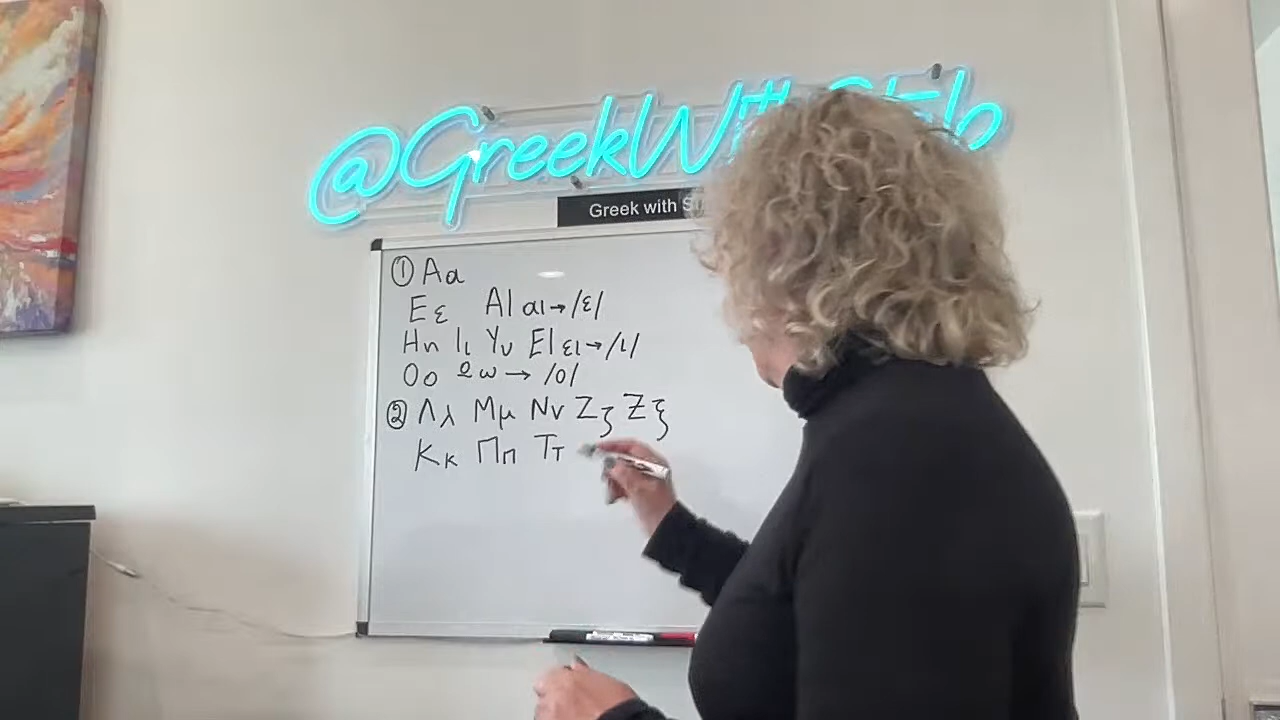 @GreekWith
Greek with
① Αα
Εε ΑΙ αι→/ε/
Ηη Ιι Υυ ΕΙ ει→/ι/
Οο Ωω → /ο/
② Λλ Μμ Νν Ζζ Ξξ
Κκ Ππ Ττ